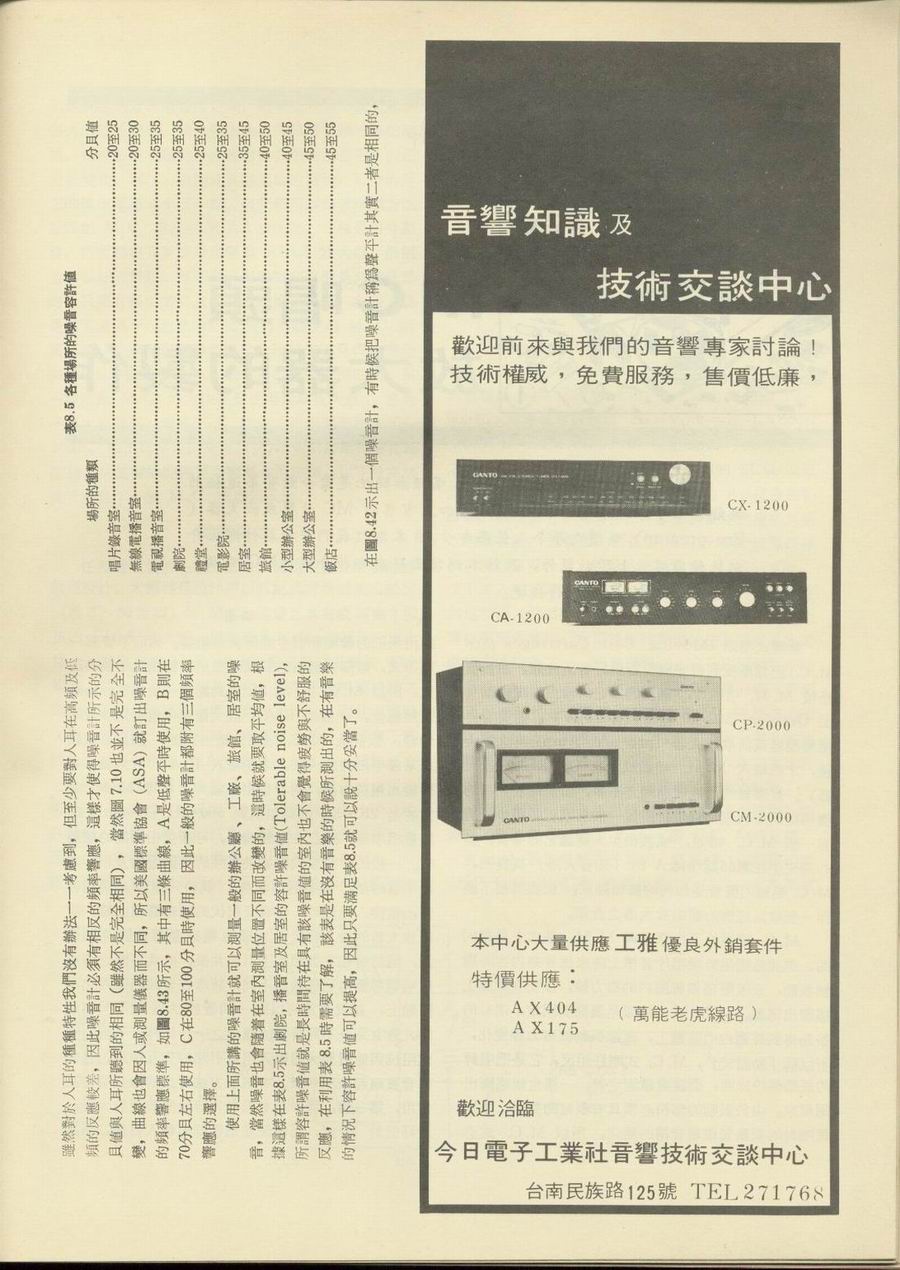 雖然對於人耳的種種特性我們沒有辦法一一考慮到，但至少要對人耳在高頻及低
頻的反應較差，因此噪音計必須有相反的頻率響應，這樣才使得噪音計所示的分
貝值與人耳所聽到的相同（雖然不是完全相同），當然圖 7.10 也並不是完全不
變，曲線也會因人或測量儀器而不同，所以美國標準協會（ASA）就訂出噪音計
的頻率響應標準，如圖8.43所示，其中有三條曲線，A是低聲平時使用，B則在
70分貝左右使用，C在80至100分貝時使用，因此一般的噪音計都附有三個頻率
響應的選擇。
使用上面所講的噪音計就可以測量一般的辦公廳、工廠、旅館、居室的噪
音，當然噪音也會隨着在室內測量位置不同而改變的，這時候就要取平均值，根
據這樣在表8.5示出劇院，播音室及居室的容許噪音值(Tolerable noise level)，
所謂容許噪音值就是長時間待在具有該噪音值的室內也不會覺得疲勞與不舒服的
反應，在利用表 8.5 時需要了解，該表是在沒有音樂的時候所測出的，在有音樂
的情況下容許噪音值可以提高，因此只要滿足表8.5就可以說十分妥當了。
表8.5 各種場所的噪音容許值
場所的種類 分貝值
唱片錄音室……20至25
無線電播音室……20至30
電視播音室……25至35
劇院……25至35
禮堂……25至40
電影院……25至35
居室……35至45
旅館……40至50
小型辦公室……40至45
大型辦公室……45至50
飯店……45至55
在圖8.42示出一個噪音計，有時候把噪音計稱爲聲平計其實二者是相同的，
音響知識及
技術交談中心
歡迎前來與我們的音響專家討論！
技術權威，免費服務，售價低廉，
CANTO
CX-1200
CANTO
CA-1200
CP-2000
CANTO
CM-2000
本中心大量供應工雅優良外銷套件
特價供應：
AX404 （萬能老虎線路）
AX175
歡迎洽臨
今日電子工業社音響技術交談中心
台南民族路125號 TEL 271768